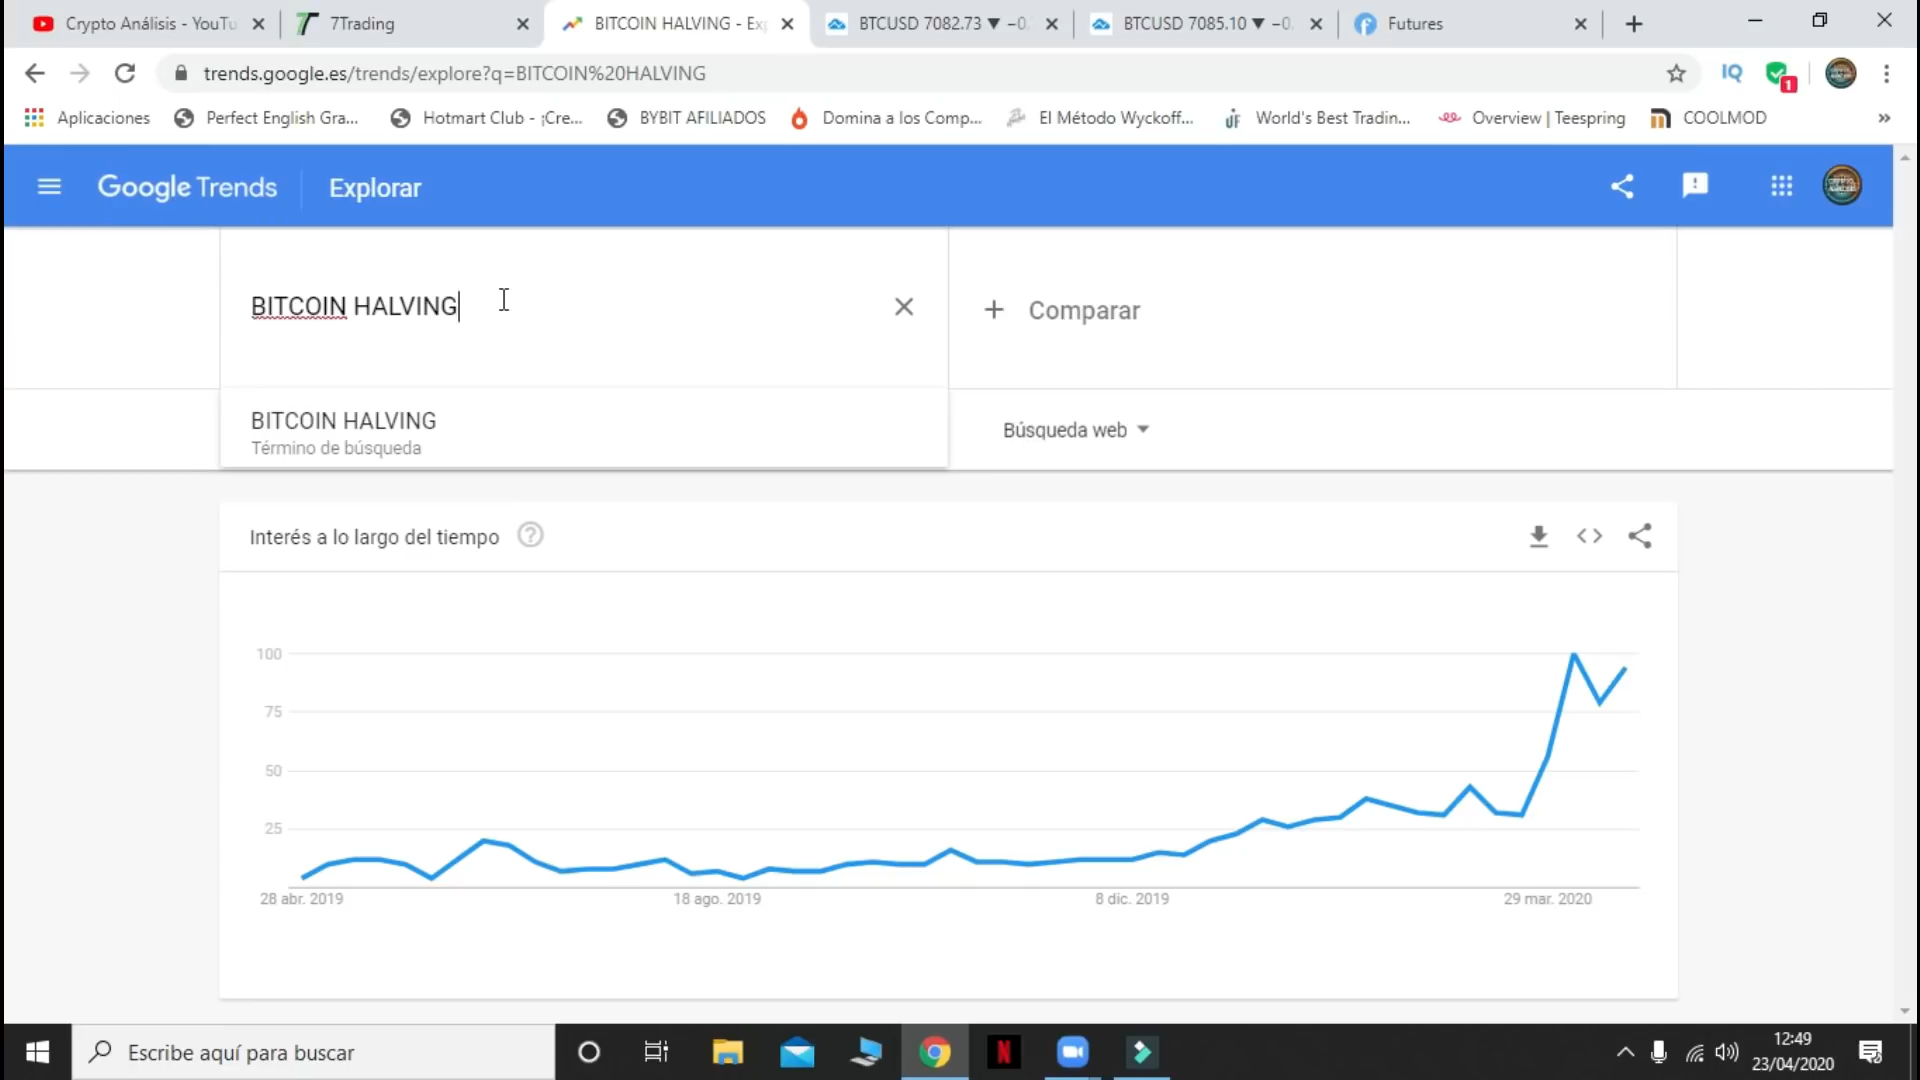 Crypto Análisis - YouTu
7Trading
BITCOIN HALVING - Exp
BTCUSD 7082.73 ▼ −0.
BTCUSD 7085.10 ▼ −0.
Futures
trends.google.es/trends/explore?q=BITCOIN%20HALVING
IQ
1
Aplicaciones
Perfect English Gra...
Hotmart Club - ¡Cre...
BYBIT AFILIADOS
Domina a los Comp...
El Método Wyckoff...
World's Best Tradin...
Overview | Teespring
COOLMOD
»
Google Trends
Explorar
BITCOIN HALVING
+ Comparar
BITCOIN HALVING
Término de búsqueda
Búsqueda web
Interés a lo largo del tiempo
100
75
50
25
28 abr. 2019
18 ago. 2019
8 dic. 2019
29 mar. 2020
Escribe aquí para buscar
12:49
23/04/2020